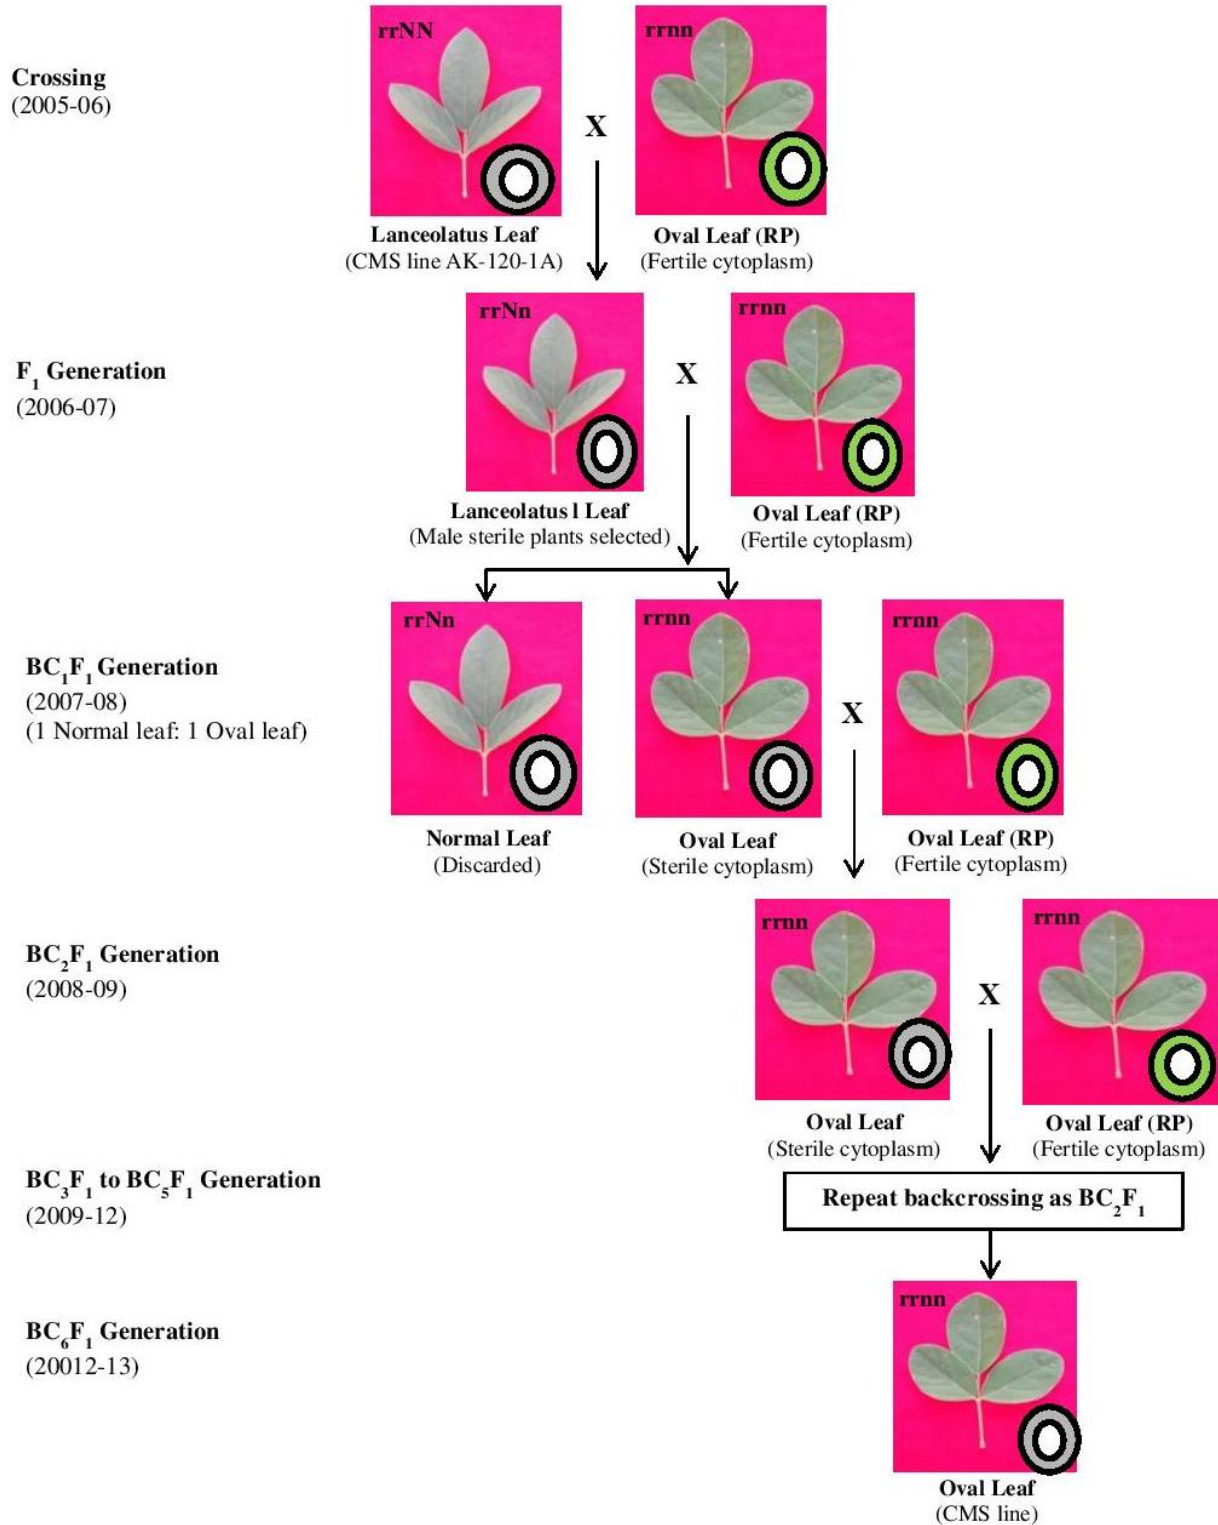 rrNN
rrnn
Crossing
(2005-06)
X
Lanceolatus Leaf
(CMS line AK-120-1A)
Oval Leaf (RP)
(Fertile cytoplasm)
rrNn
rrnn
F1 Generation
(2006-07)
X
Lanceolatus l Leaf
(Male sterile plants selected)
Oval Leaf (RP)
(Fertile cytoplasm)
rrNn
rrnn
rrnn
BC1F1 Generation
(2007-08)
(1 Normal leaf: 1 Oval leaf)
X
Normal Leaf
(Discarded)
Oval Leaf
(Sterile cytoplasm)
Oval Leaf (RP)
(Fertile cytoplasm)
rrnn
rrnn
BC2F1 Generation
(2008-09)
X
Oval Leaf
(Sterile cytoplasm)
Oval Leaf (RP)
(Fertile cytoplasm)
BC3F1 to BC5F1 Generation
(2009-12)
Repeat backcrossing as BC2F1
rrnn
BC6F1 Generation
(20012-13)
Oval Leaf
(CMS line)